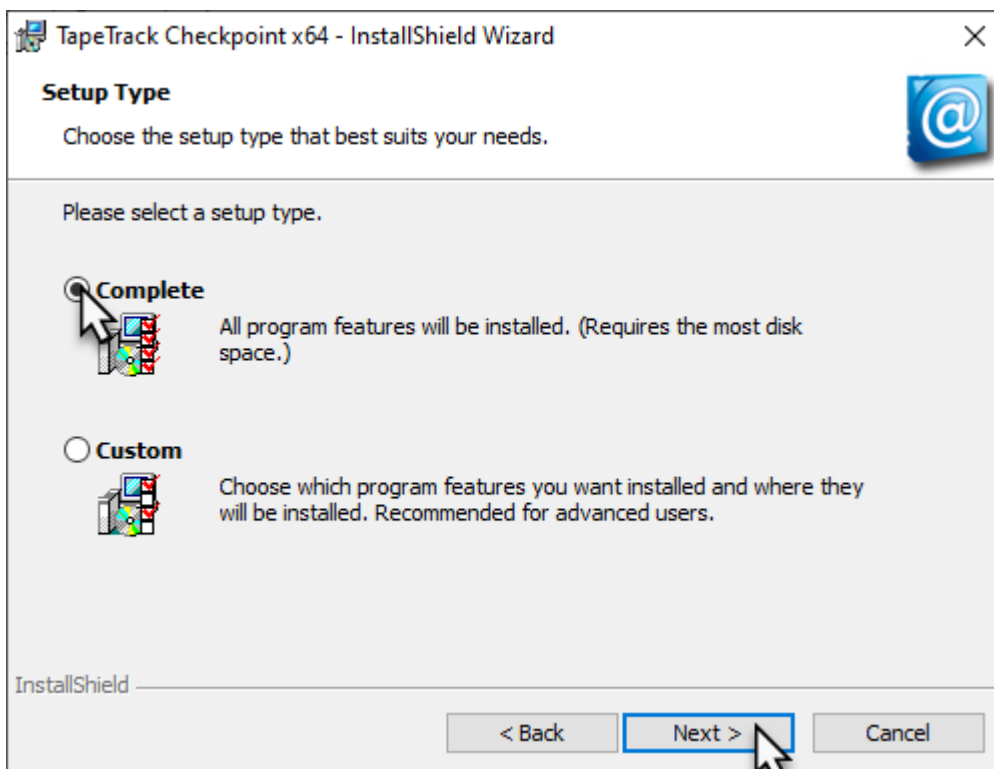 TapeTrack Checkpoint x64 - InstallShield Wizard
Setup Type
Choose the setup type that best suits your needs.
Please select a setup type.
Complete
All program features will be installed. (Requires the most disk
space.)
Custom
Choose which program features you want installed and where they
will be installed. Recommended for advanced users.
InstallShield
< Back
Next >
Cancel